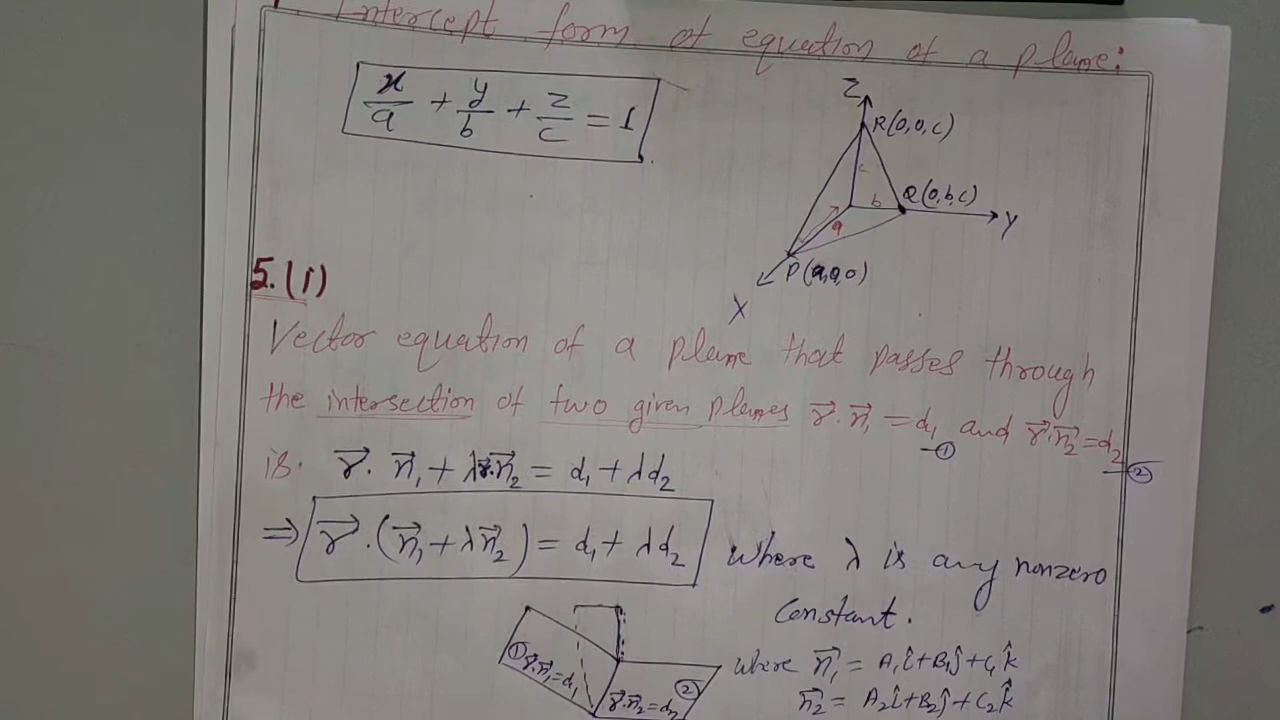 Intercept form of equation of a plane:
x/a + y/b + z/c = 1
Z
R(0,0,c)
c
b
Q(0,b,c)
a
Y
P(a,0,0)
X
5.(1)
Vector equation of a plane that passes through
the intersection of two given planes r⃗.n⃗₁ = d₁ and r⃗.n⃗₂ = d₂
① ②
is. r⃗. n⃗₁ + λr⃗.n⃗₂ = d₁ + λd₂
⇒ r⃗.(n⃗₁ + λn⃗₂) = d₁ + λd₂ Where λ is any nonzero
Constant.
① r⃗.n⃗₁ = d₁
r⃗.n⃗₂ = d₂ ②
where n⃗₁ = A₁î+B₁ĵ+C₁k̂
n⃗₂ = A₂î+B₂ĵ+C₂k̂